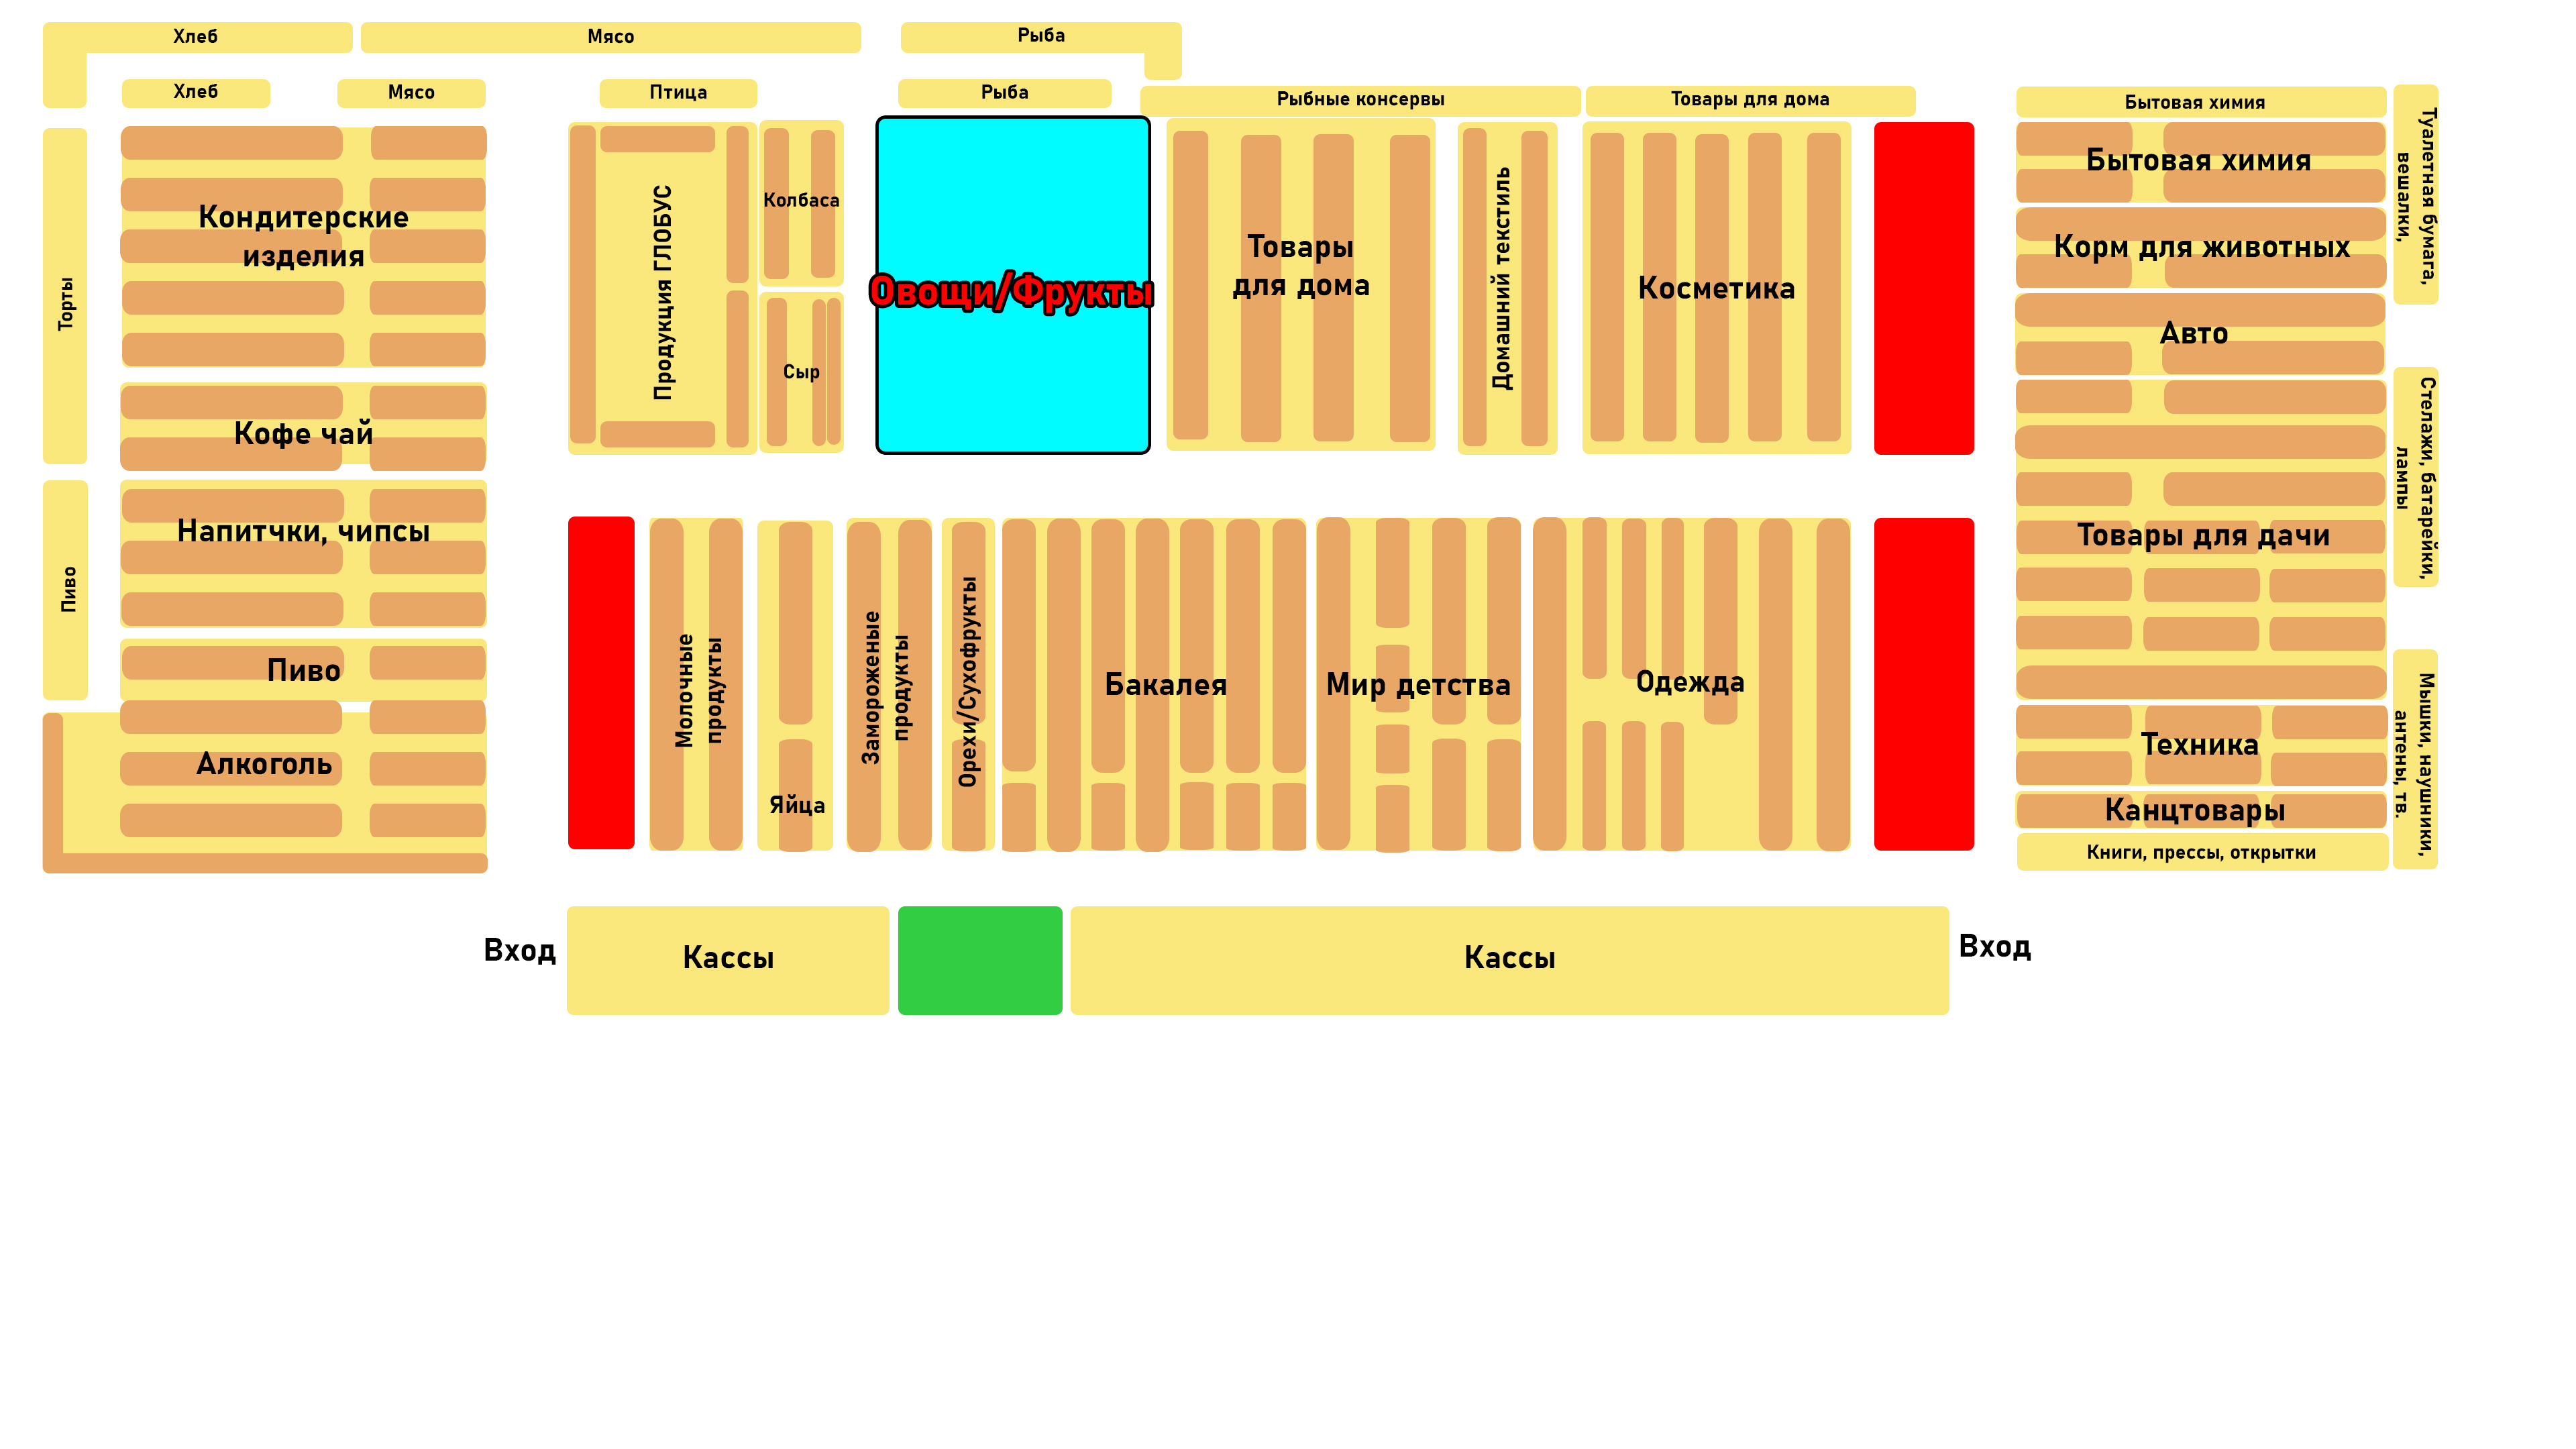 Хлеб
Мясо
Рыба
Хлеб
Мясо
Птица
Рыба
Рыбные консервы
Товары для дома
Бытовая химия
Туалетная бумага,
вешалки,
Торты
Кондитерские
изделия
Продукция ГЛОБУС
Колбаса
Сыр
Овощи/Фрукты
Товары
для дома
Домашний текстиль
Косметика
Бытовая химия
Корм для животных
Авто
Стелажи, батарейки,
лампы
Кофе чай
Напитчки, чипсы
Пиво
Пиво
Алкоголь
Молочные
продукты
Яйца
Замороженые
продукты
Орехи/Сухофрукты
Бакалея
Мир детства
Одежда
Товары для дачи
Техника
Канцтовары
Книги, прессы, открытки
Мышки, наушники,
антены, тв.
Вход
Кассы
Кассы
Вход